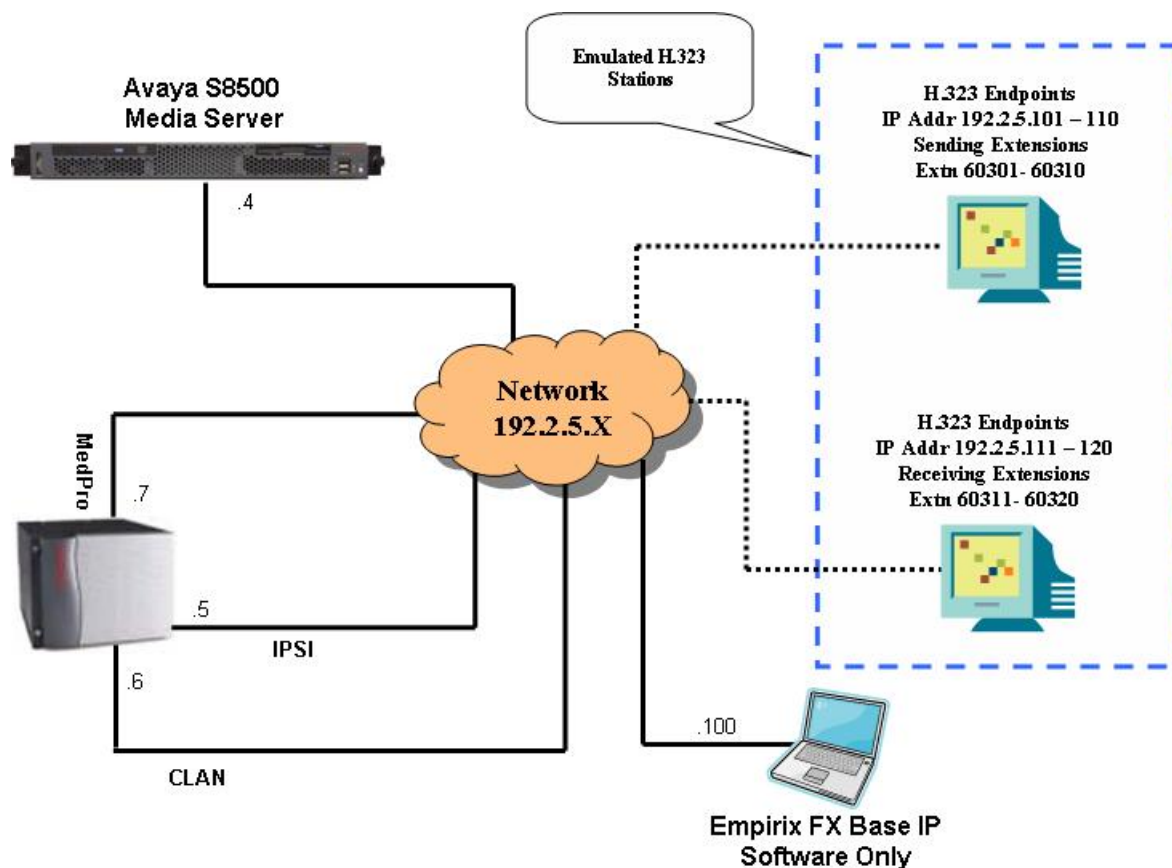 Emulated H.323
Stations
Avaya S8500
Media Server
.4
H.323 Endpoints
IP Addr 192.2.5.101 – 110
Sending Extensions
Extn 60301- 60310
Network
192.2.5.X
MedPro
.7
.5
IPSI
.6
CLAN
H.323 Endpoints
IP Addr 192.2.5.111 – 120
Receiving Extensions
Extn 60311- 60320
.100
Empirix FX Base IP
Software Only